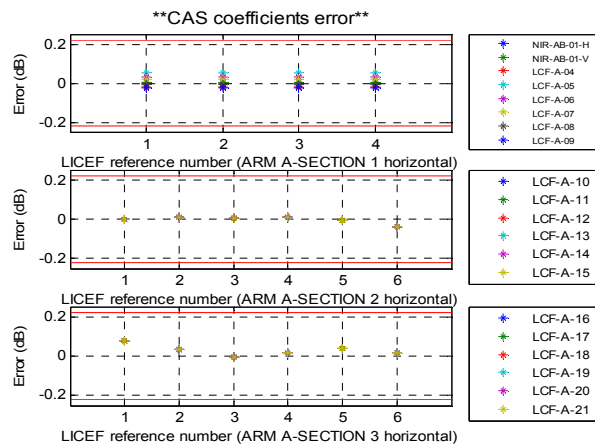 **CAS coefficients error**
0.2
0
-0.2
Error (dB)
1 2 3 4
LICEF reference number (ARM A-SECTION 1 horizontal)
NIR-AB-01-H
NIR-AB-01-V
LCF-A-04
LCF-A-05
LCF-A-06
LCF-A-07
LCF-A-08
LCF-A-09
0.2
0
-0.2
Error (dB)
1 2 3 4 5 6
LICEF reference number (ARM A-SECTION 2 horizontal)
LCF-A-10
LCF-A-11
LCF-A-12
LCF-A-13
LCF-A-14
LCF-A-15
0.2
0
-0.2
Error (dB)
1 2 3 4 5 6
LICEF reference number (ARM A-SECTION 3 horizontal)
LCF-A-16
LCF-A-17
LCF-A-18
LCF-A-19
LCF-A-20
LCF-A-21